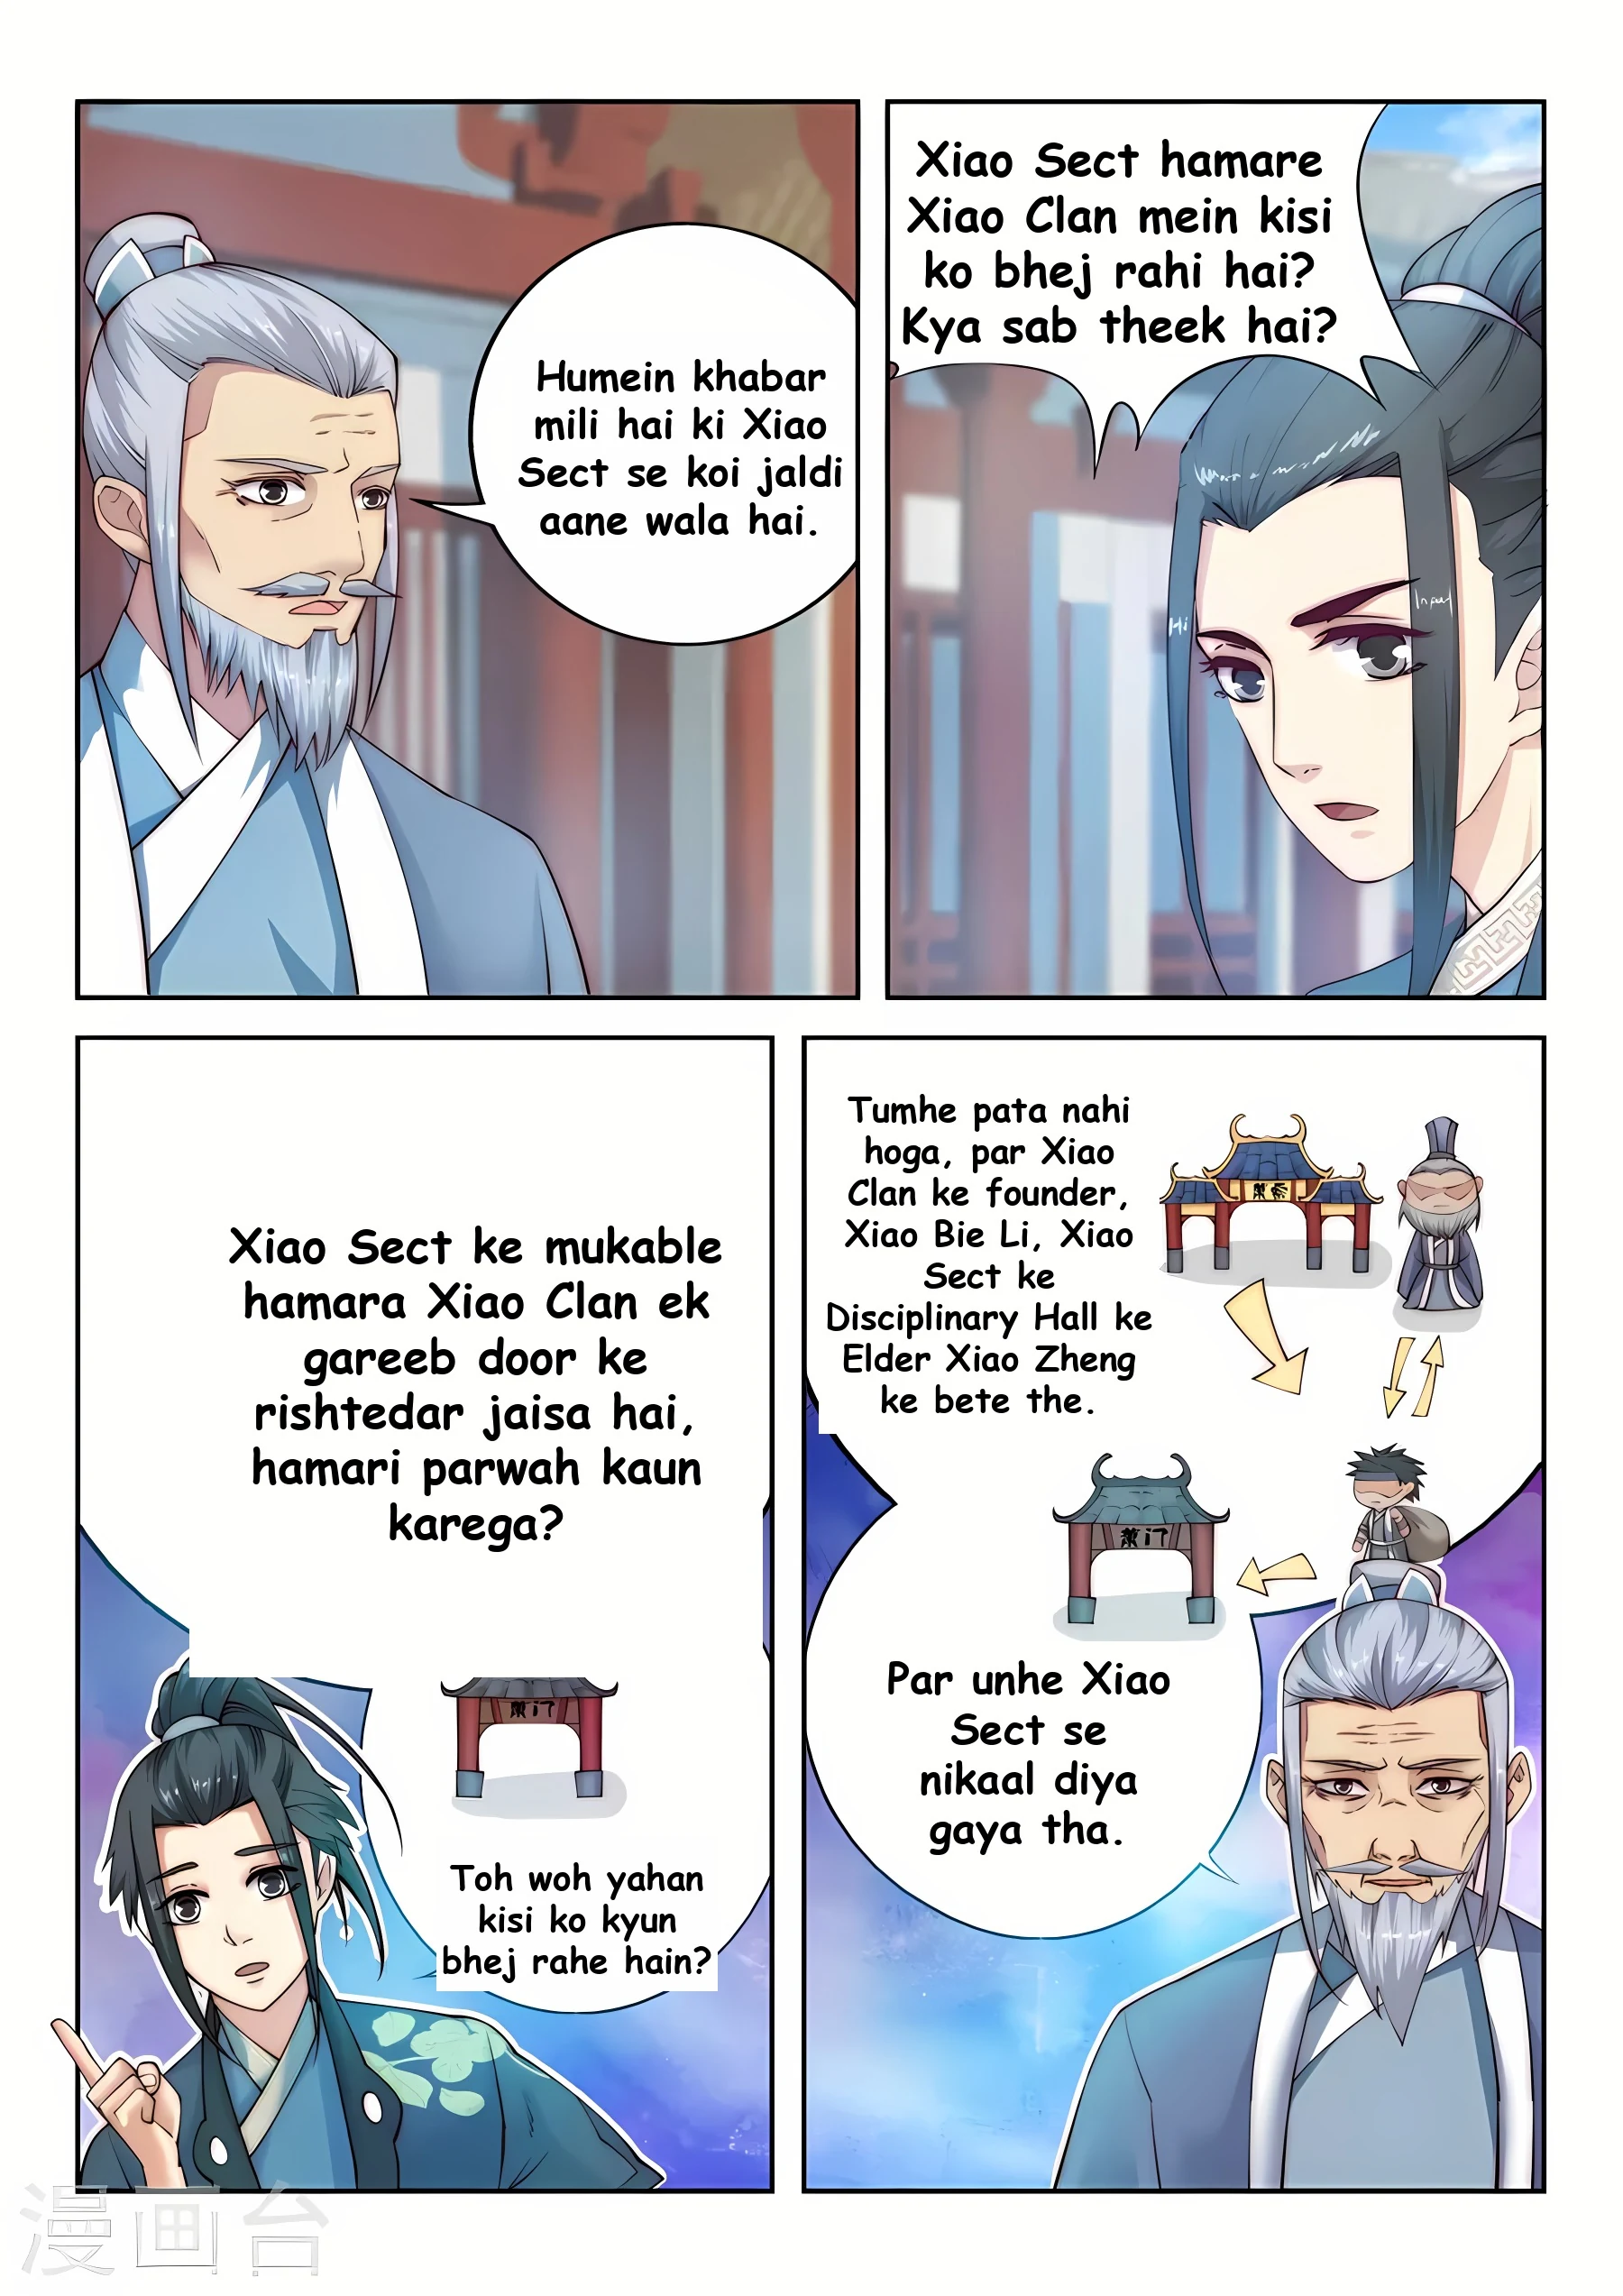 Humein khabar
mili hai ki Xiao
Sect se koi jaldi
aane wala hai.
Xiao Sect hamare
Xiao Clan mein kisi
ko bhej rahi hai?
Kya sab theek hai?
Xiao Sect ke mukable
hamara Xiao Clan ek
gareeb door ke
rishtedar jaisa hai,
hamari parwah kaun
karega?
Toh woh yahan
kisi ko kyun
bhej rahe hain?
Tumhe pata nahi
hoga, par Xiao
Clan ke founder,
Xiao Bie Li, Xiao
Sect ke
Disciplinary Hall ke
Elder Xiao Zheng
ke bete the.
Par unhe Xiao
Sect se
nikaal diya
gaya tha.
漫画台